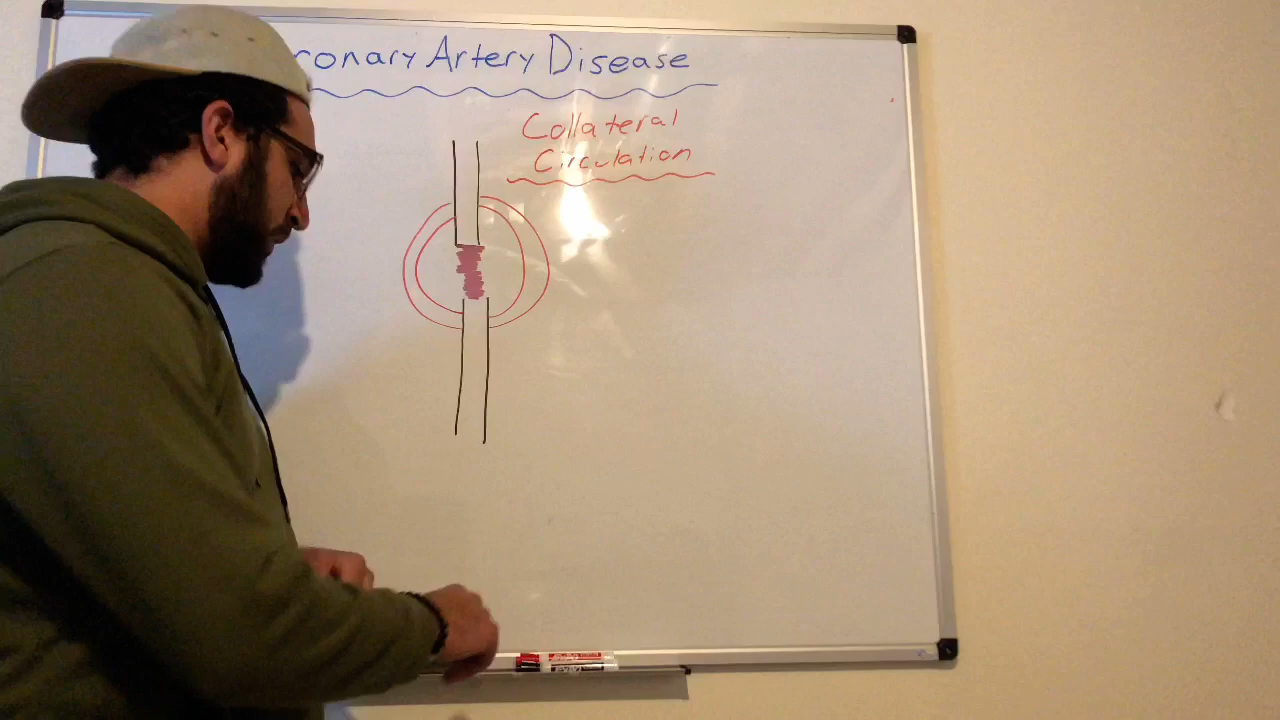 ronary Artery Disease
Collateral
Circulation